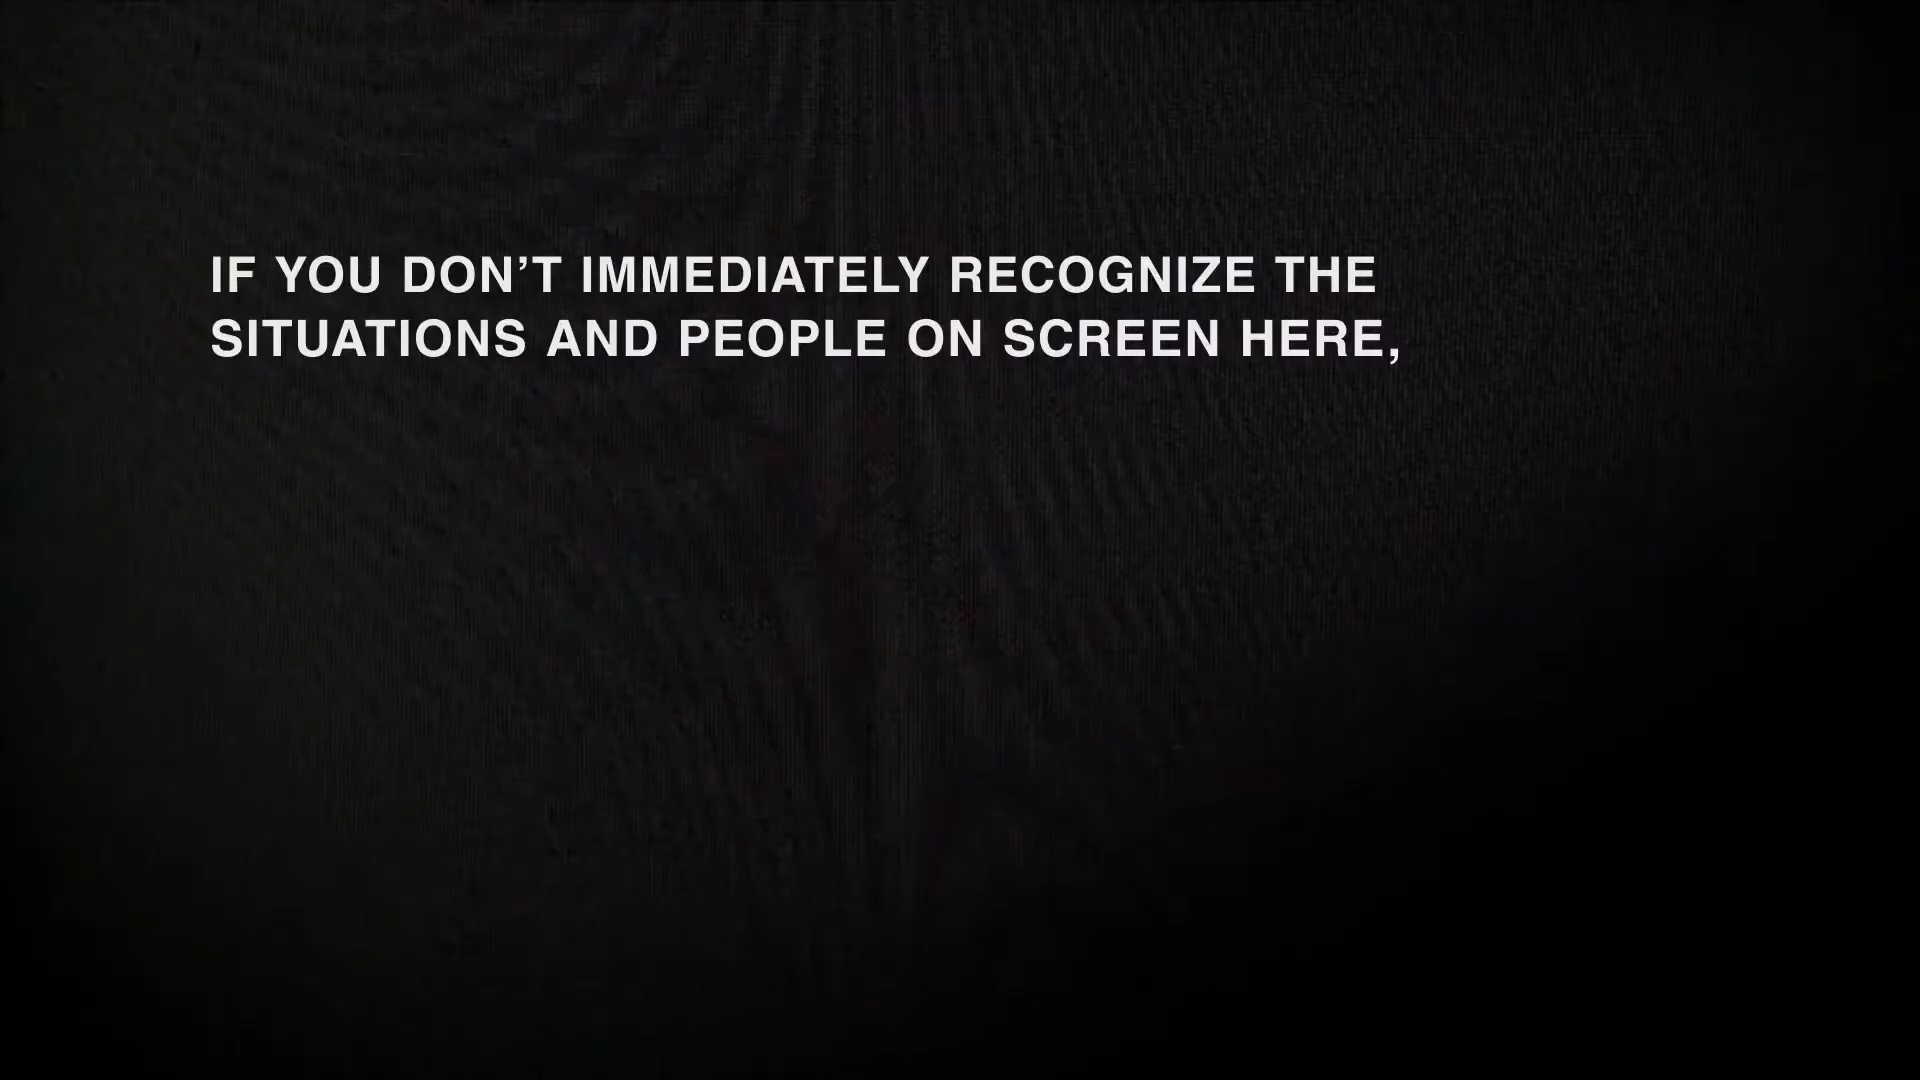 IF YOU DON’T IMMEDIATELY RECOGNIZE THE
SITUATIONS AND PEOPLE ON SCREEN HERE,